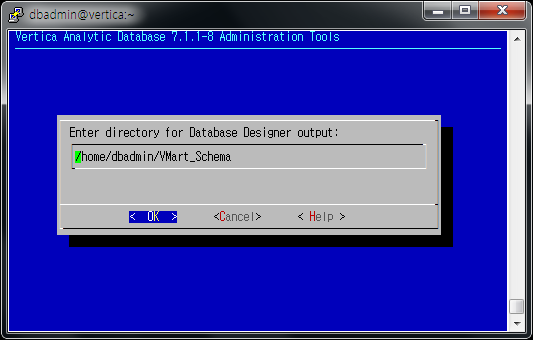 dbadmin@vertica:~
Vertica Analytic Database 7.1.1-8 Administration Tools
Enter directory for Database Designer output:
/home/dbadmin/VMart_Schema
< OK > <Cancel> < Help >